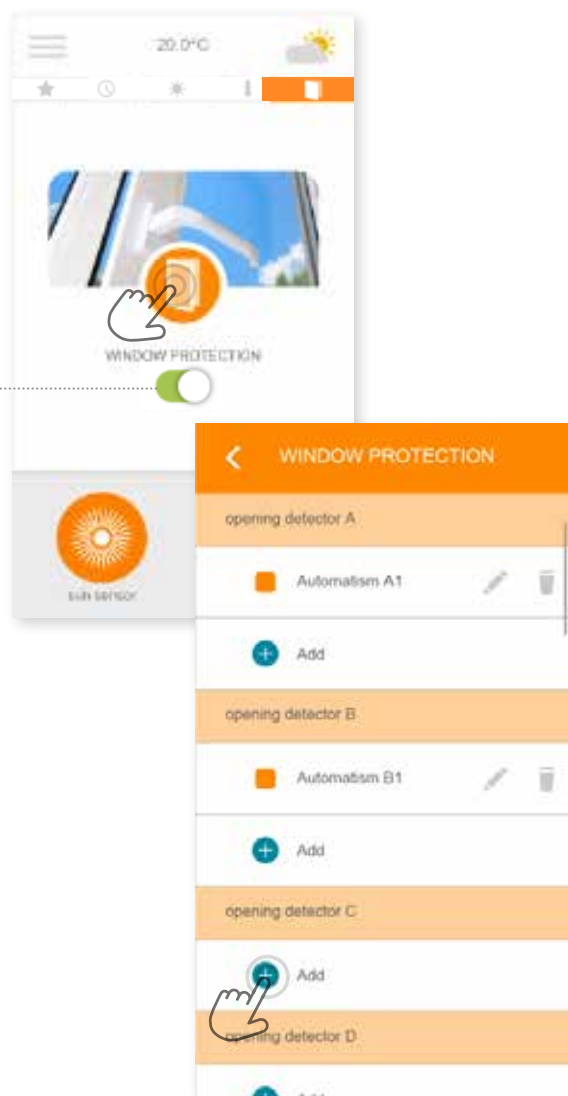 20.0°C
WINDOW PROTECTION
sun sensor
WINDOW PROTECTION
opening detector A
Automatism A1
Add
opening detector B
Automatism B1
Add
opening detector C
Add
opening detector D
Add